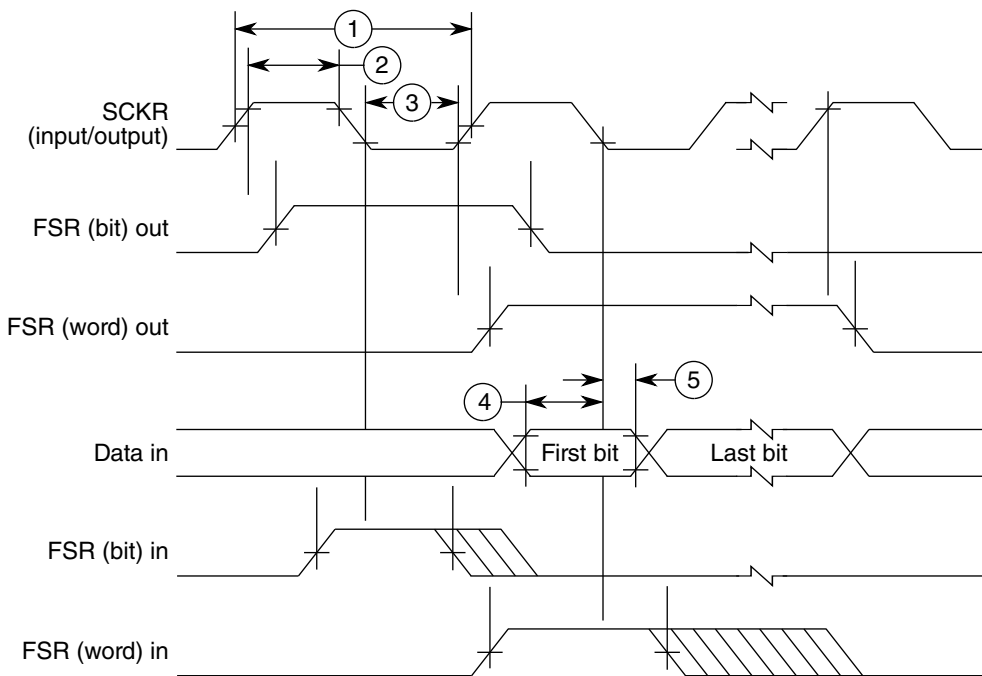 1
2
3
SCKR
(input/output)
FSR (bit) out
FSR (word) out
4
5
Data in
First bit
Last bit
FSR (bit) in
FSR (word) in